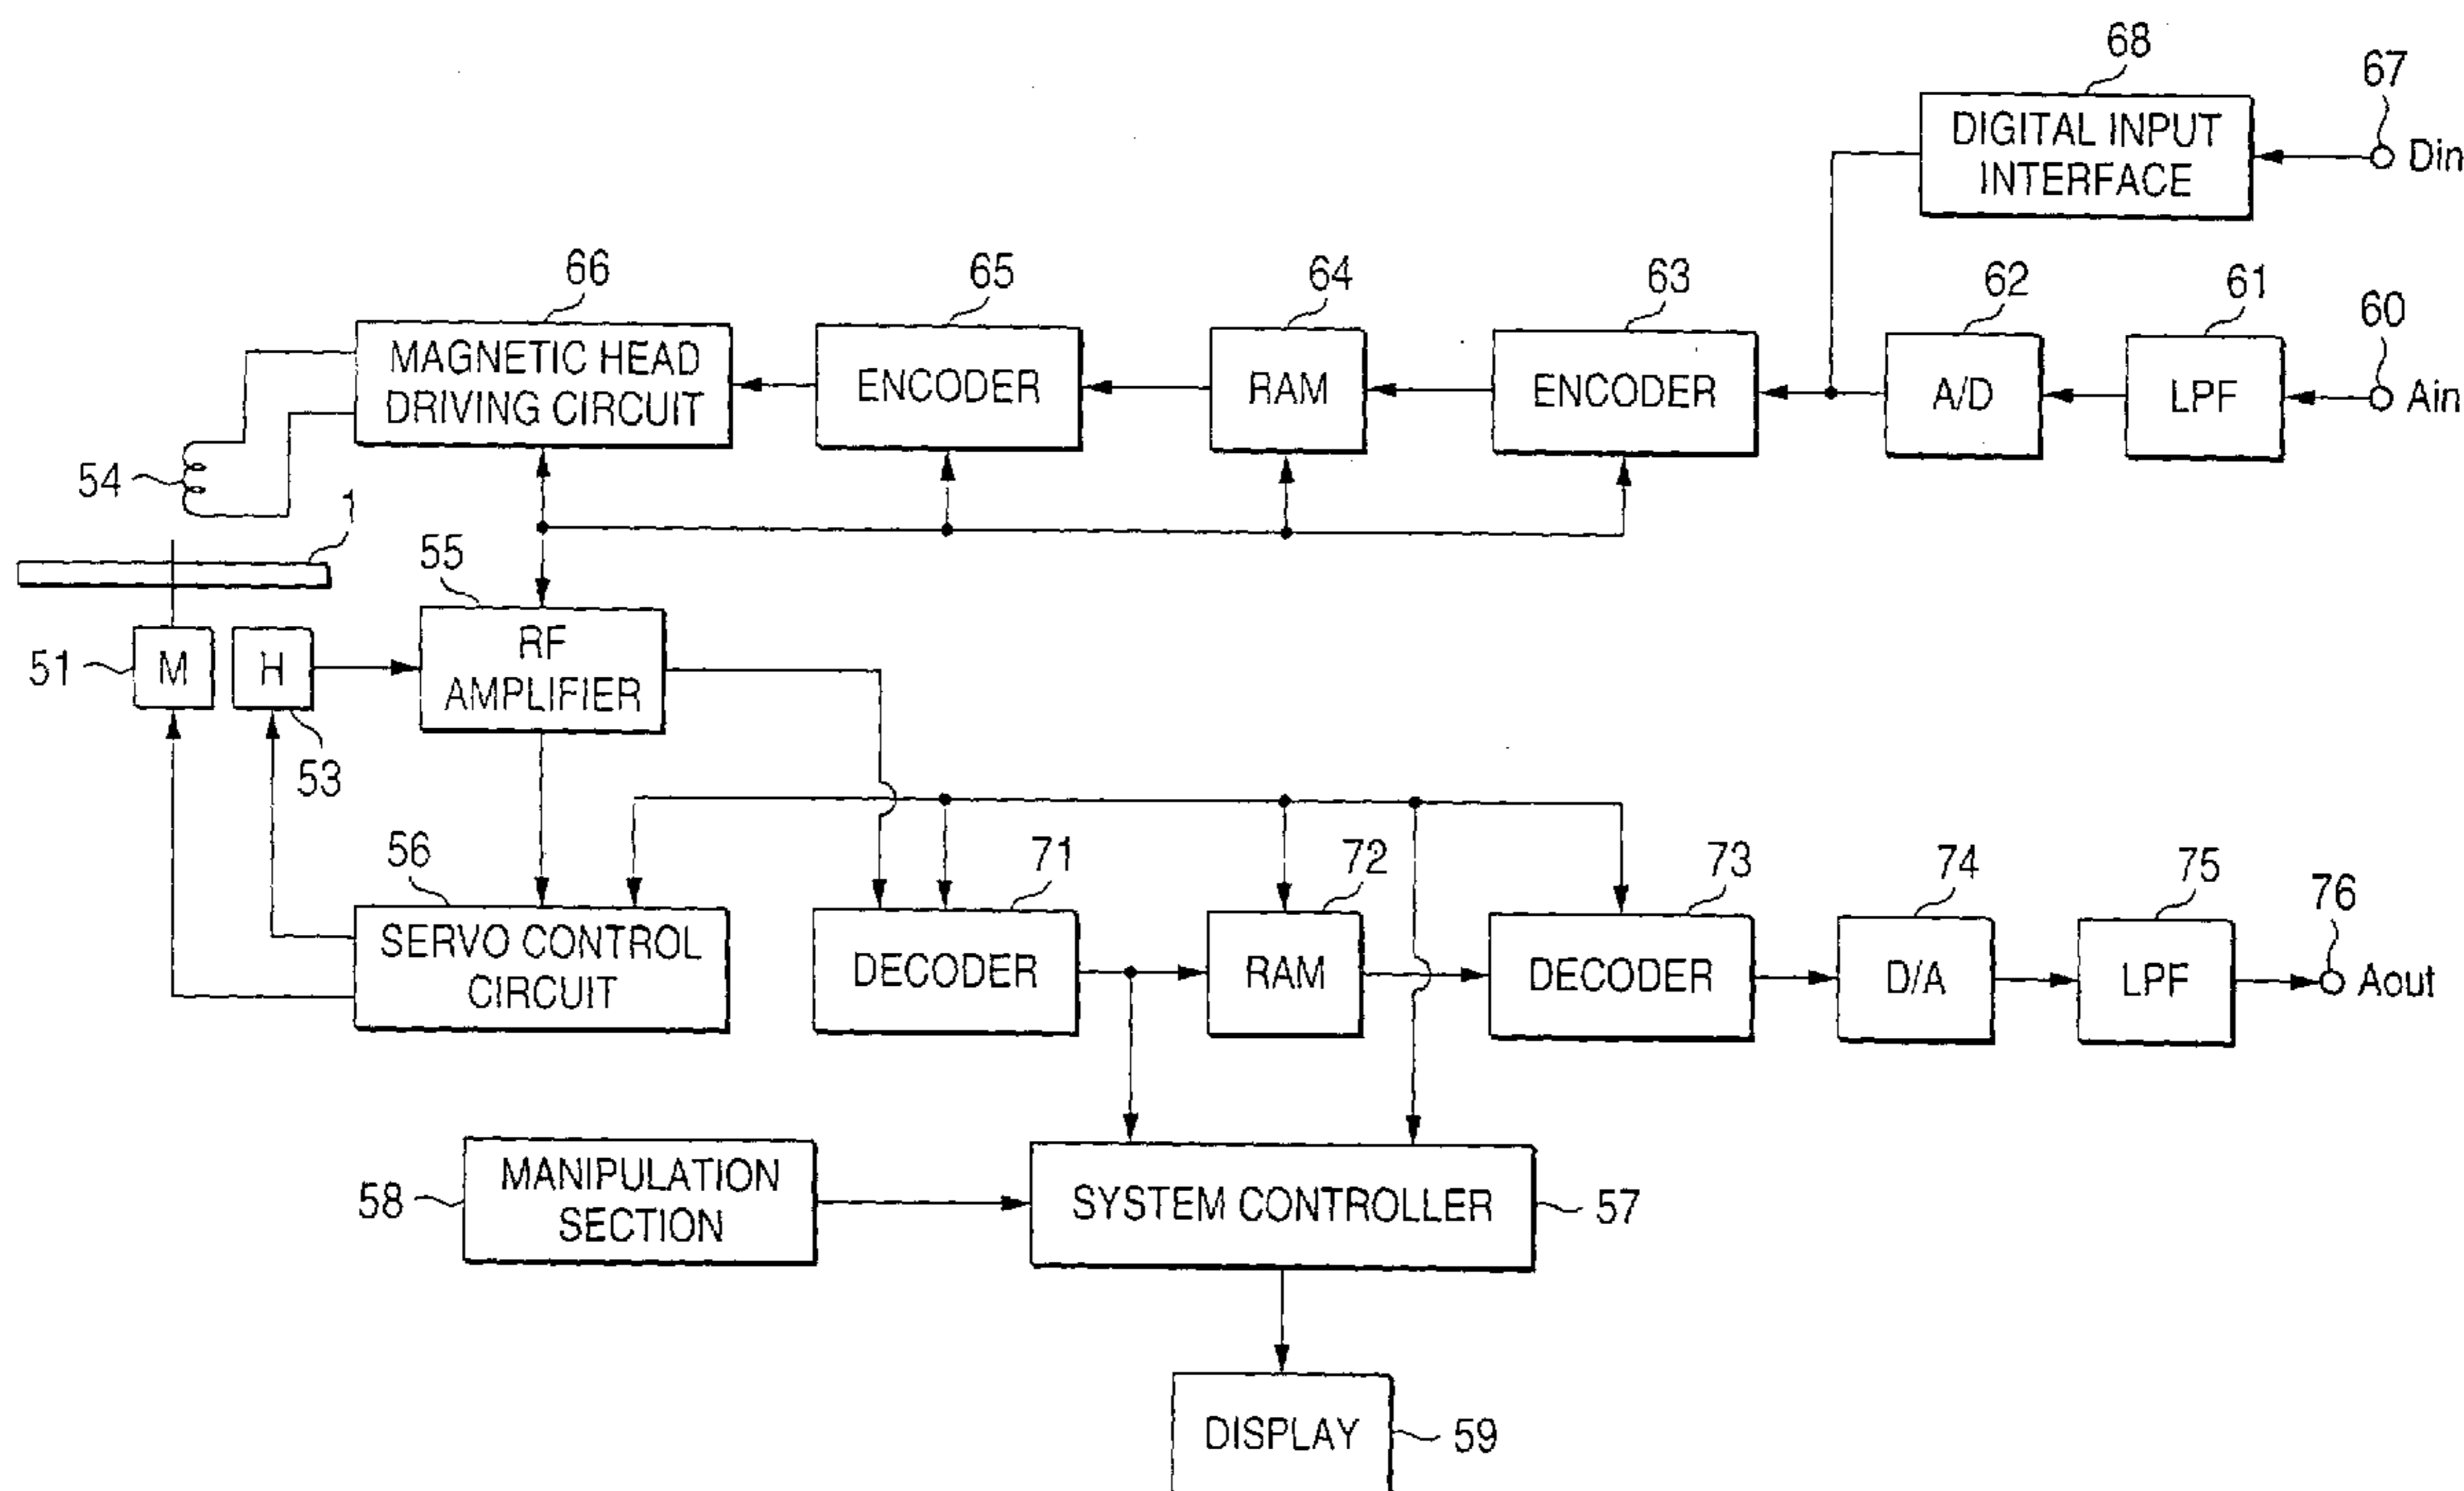 68
67
DIGITAL INPUT
INTERFACE
Din
66
65
64
63
62
61
60
MAGNETIC HEAD
DRIVING CIRCUIT
ENCODER
RAM
ENCODER
A/D
LPF
Ain
54
1
55
RF
AMPLIFIER
51
M
H
53
56
71
72
73
74
75
76
SERVO CONTROL
CIRCUIT
DECODER
RAM
DECODER
D/A
LPF
Aout
58
MANIPULATION
SECTION
SYSTEM CONTROLLER
57
DISPLAY
59